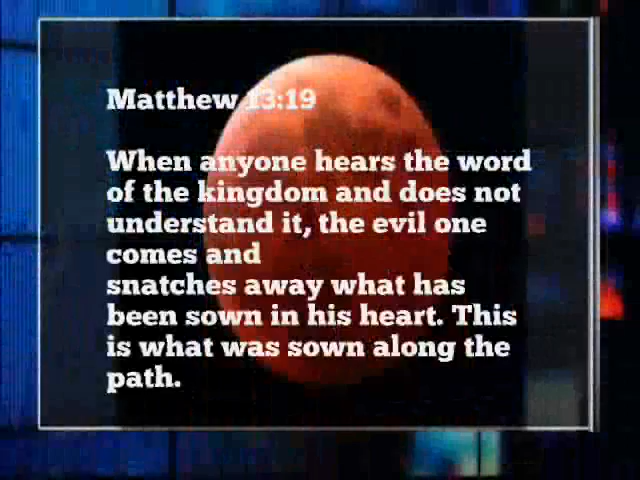 Matthew 13:19
When anyone hears the word
of the kingdom and does not
understand it, the evil one
comes and
snatches away what has
been sown in his heart. This
is what was sown along the
path.